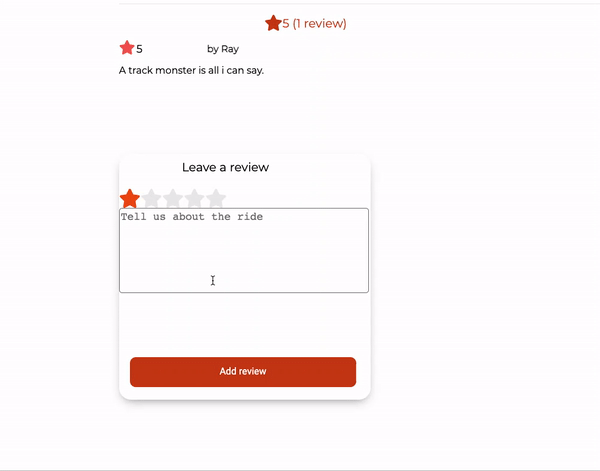 5 (1 review)
5 by Ray
A track monster is all i can say.
Leave a review
Tell us about the ride
Add review